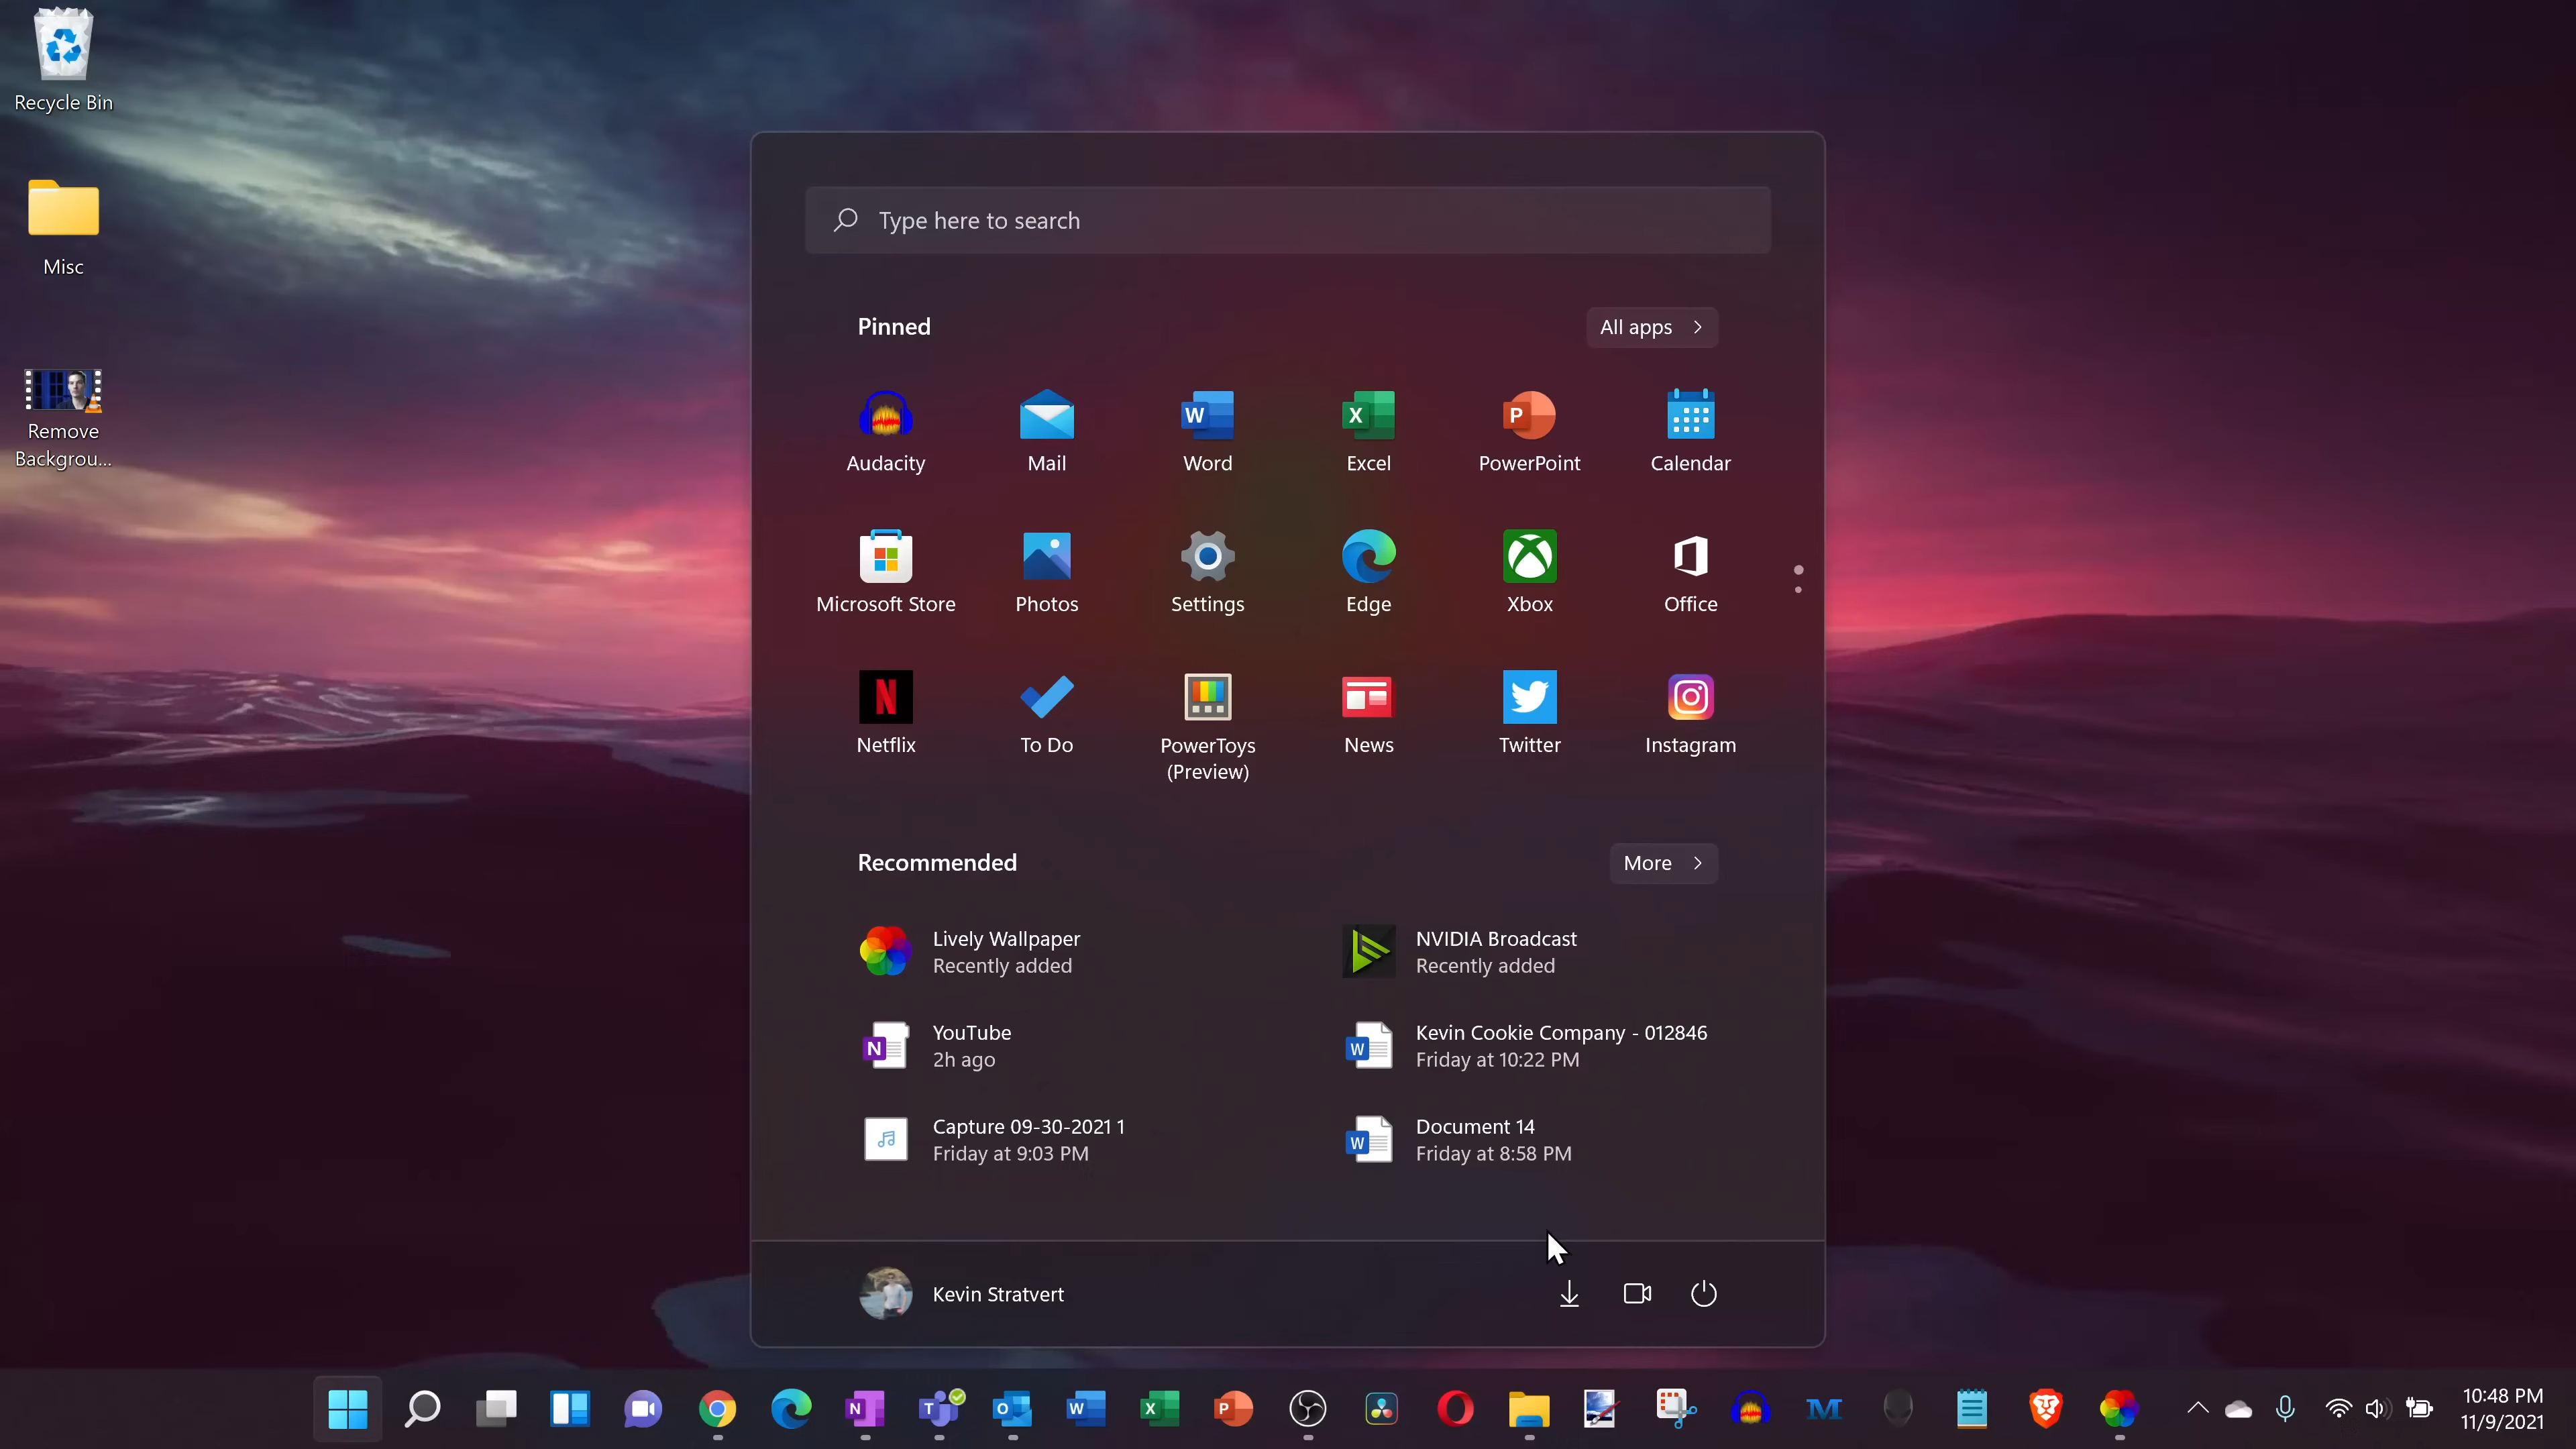 Recycle Bin
Misc
Remove
Backgrou...
Type here to search
Pinned
All apps
Audacity
Mail
Word
Excel
PowerPoint
Calendar
Microsoft Store
Photos
Settings
Edge
Xbox
Office
Netflix
To Do
PowerToys
(Preview)
News
Twitter
Instagram
Recommended
More
Lively Wallpaper
Recently added
NVIDIA Broadcast
Recently added
YouTube
2h ago
Kevin Cookie Company - 012846
Friday at 10:22 PM
Capture 09-30-2021 1
Friday at 9:03 PM
Document 14
Friday at 8:58 PM
Kevin Stratvert
10:48 PM
11/9/2021